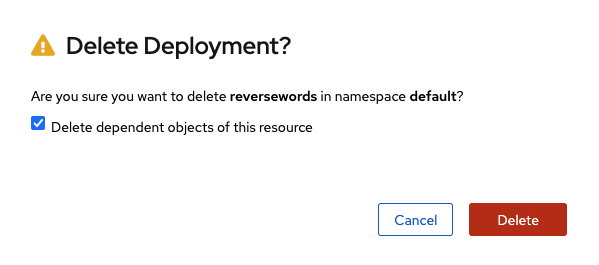 Delete Deployment?
Are you sure you want to delete reversewords in namespace default?
Delete dependent objects of this resource
Cancel Delete